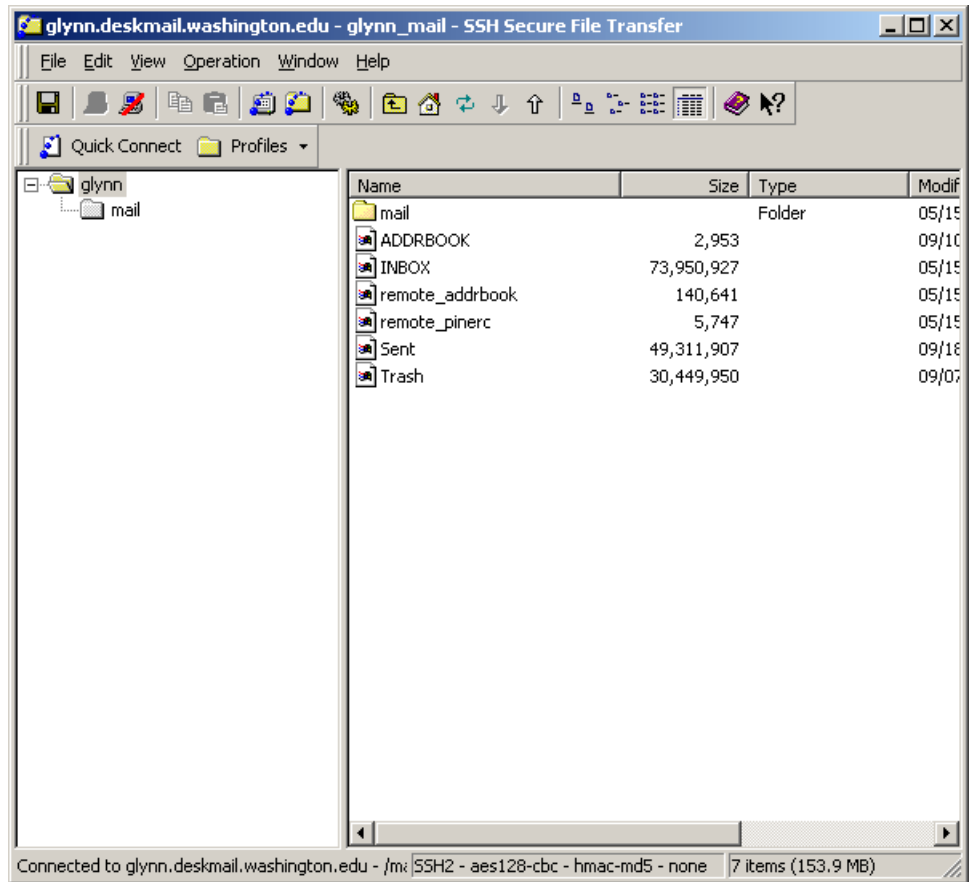 glynn.deskmail.washington.edu - glynn_mail - SSH Secure File Transfer
File Edit View Operation Window Help
Quick Connect Profiles
glynn
mail
Name Size Type Modif
mail Folder 05/15
ADDRBOOK 2,953 09/10
INBOX 73,950,927 05/15
remote_addrbook 140,641 05/15
remote_pinerc 5,747 05/15
Sent 49,311,907 09/18
Trash 30,449,950 09/07
Connected to glynn.deskmail.washington.edu - /ma SSH2 - aes128-cbc - hmac-md5 - none 7 items (153.9 MB)